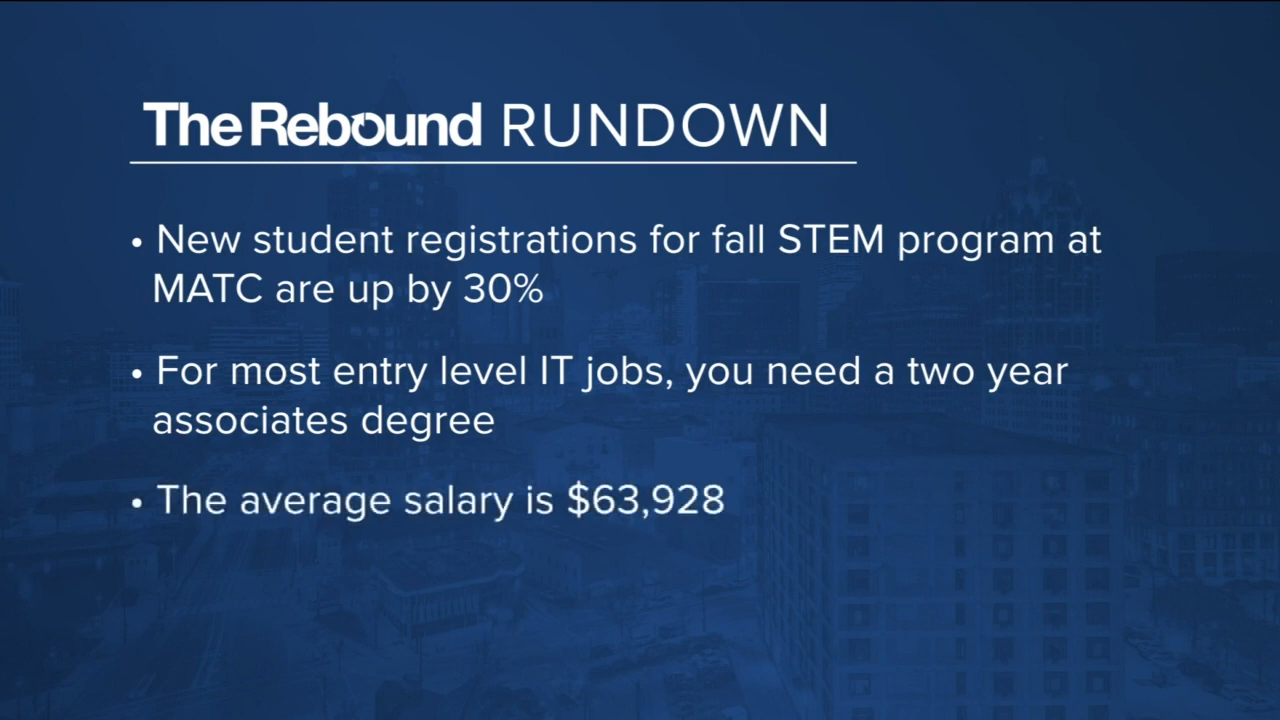 The Rebound RUNDOWN
• New student registrations for fall STEM program at
MATC are up by 30%
• For most entry level IT jobs, you need a two year
associates degree
• The average salary is $63,928